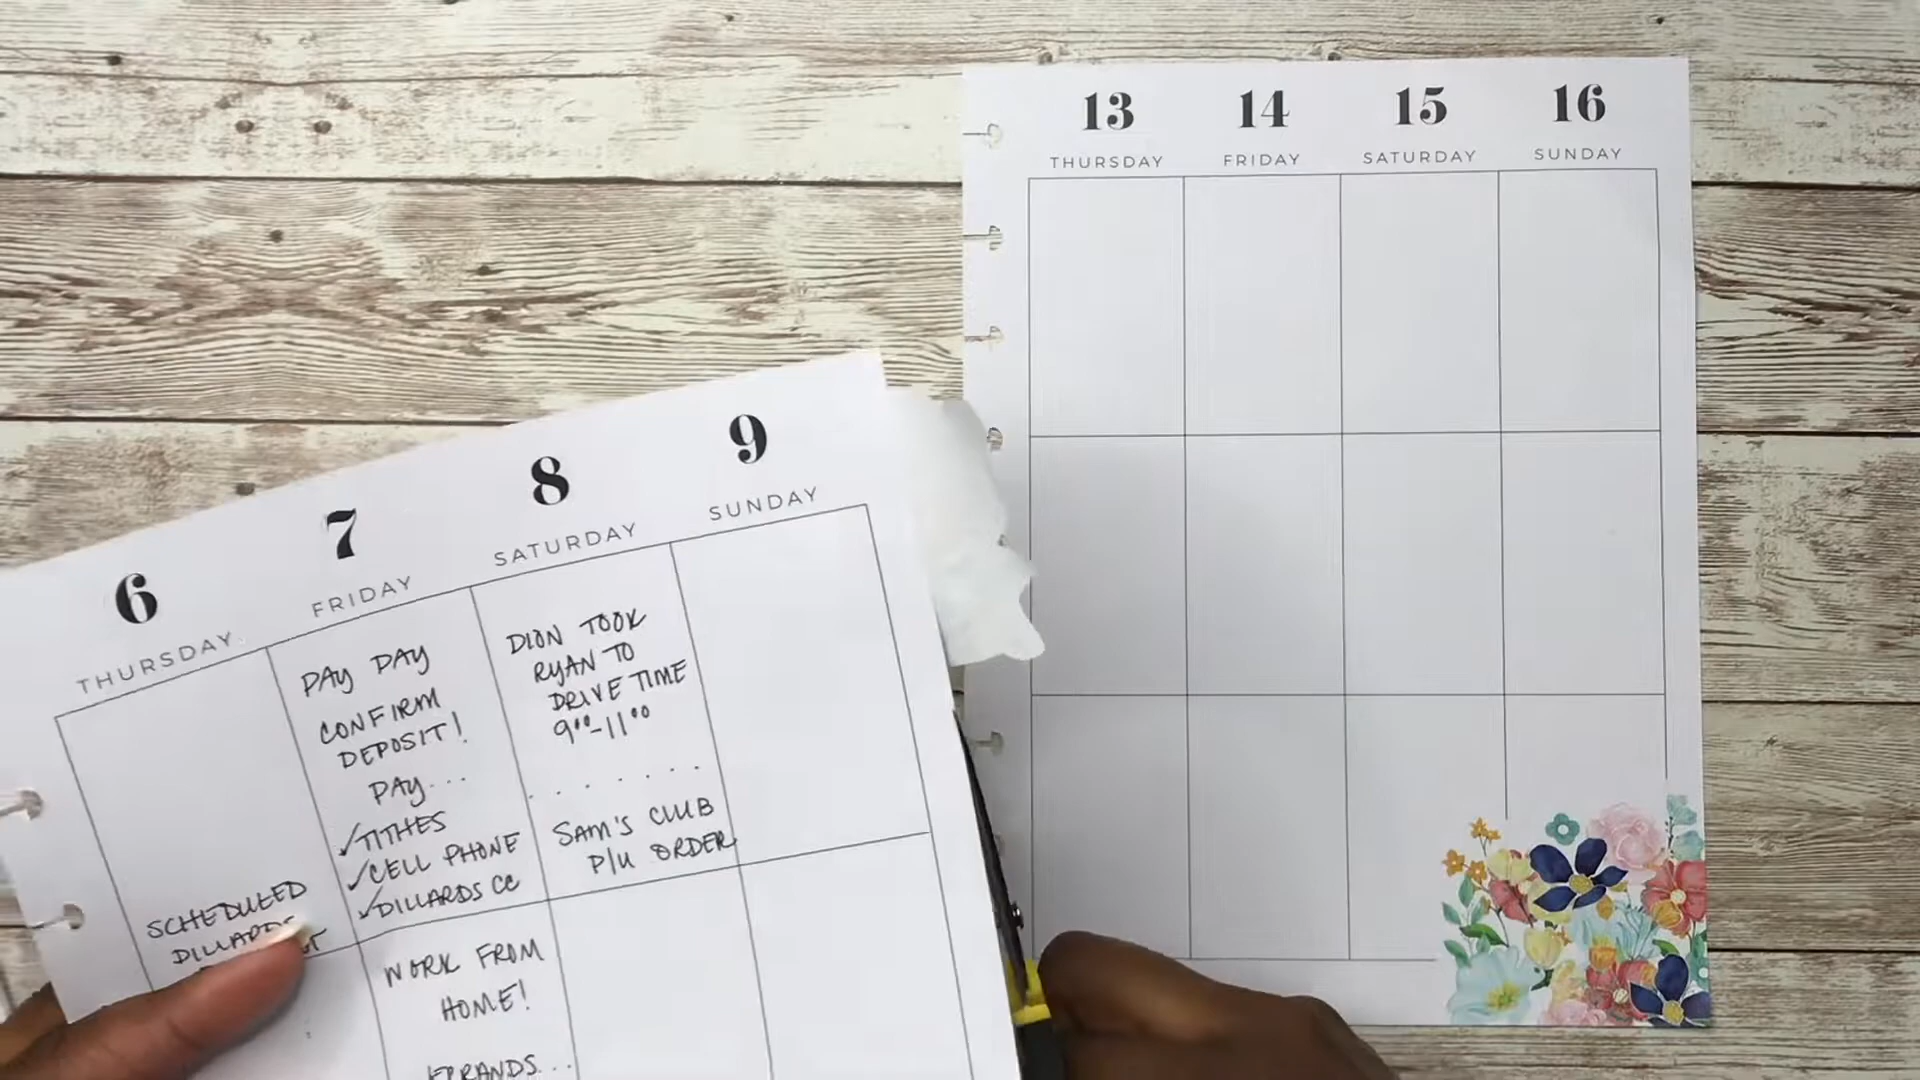 13
14
15
16
THURSDAY
FRIDAY
SATURDAY
SUNDAY
6
7
8
9
THURSDAY
FRIDAY
SATURDAY
SUNDAY
SCHEDULED
DILLARDS
PAY DAY
CONFIRM
DEPOSIT!
PAY...
✓TITHES
✓CELL PHONE
✓DILLARDS CC
WORK FROM
HOME!
ERRANDS...
DION TOOK
RYAN TO
DRIVE TIME
9⁰⁰-11⁰⁰
.......
SAM'S CLUB
P/U ORDER